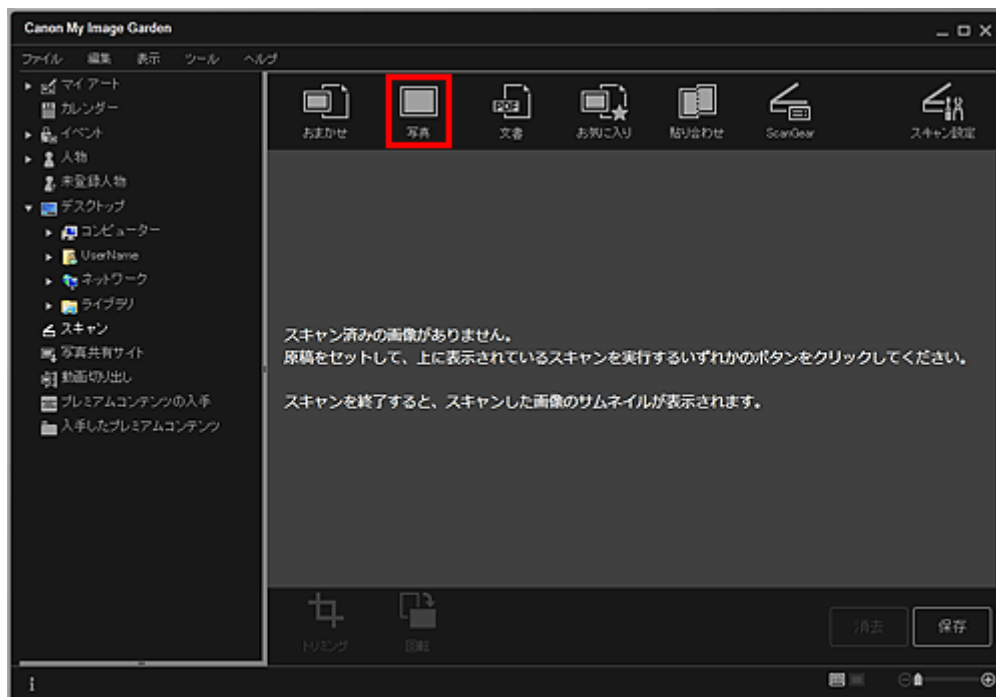 Canon My Image Garden
ファイル 編集 表示 ツール ヘルプ
マイ アート
カレンダー
イベント
人物
未登録人物
デスクトップ
コンピューター
UserName
ネットワーク
ライブラリ
スキャン
写真共有サイト
動画切り出し
プレミアムコンテンツの入手
入手したプレミアムコンテンツ
おまかせ 写真 文書 お気に入り 貼り合わせ ScanGear スキャン設定
PDF
スキャン済みの画像がありません。
原稿をセットして、上に表示されているスキャンを実行するいずれかのボタンをクリックしてください。
スキャンを終了すると、スキャンした画像のサムネイルが表示されます。
トリミング 回転
消去 保存